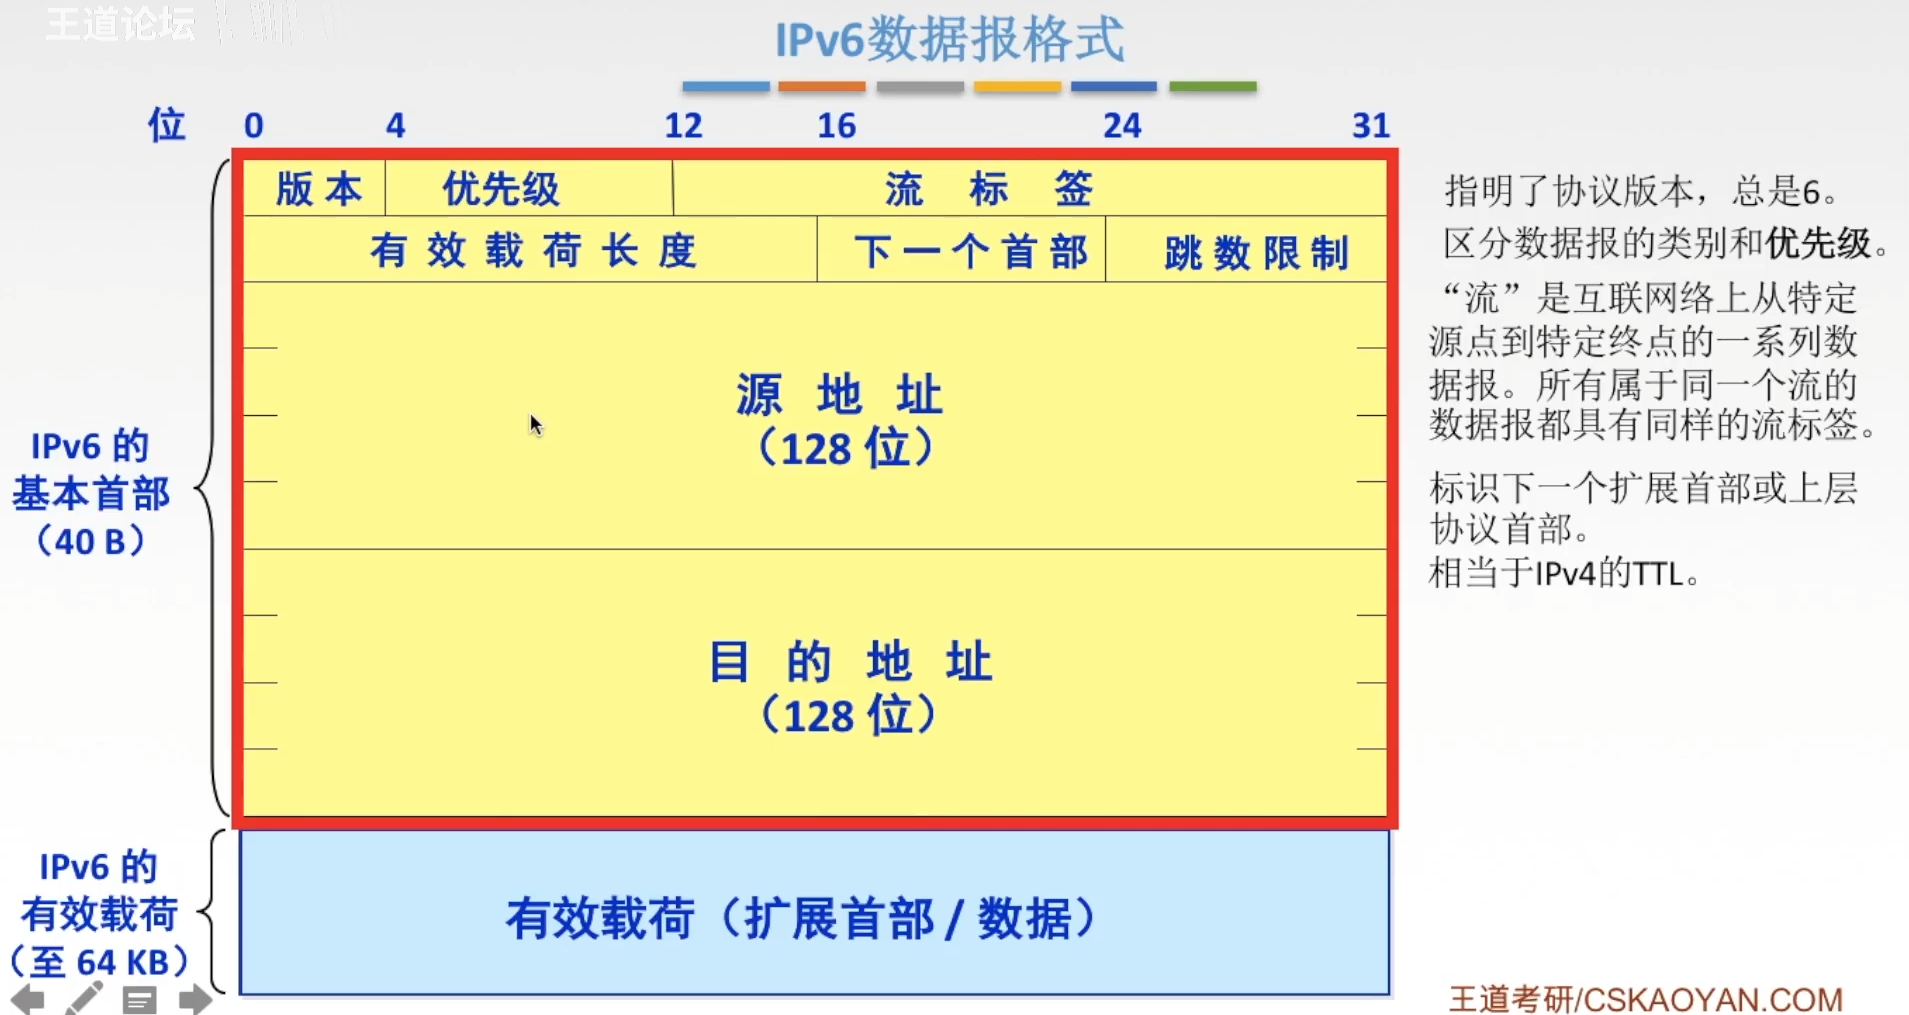 王道论坛
IPv6数据报格式
位 0 4 12 16 24 31
版本 优先级 流标签
有效载荷长度 下一个首部 跳数限制
源地址
（128 位）
目的地址
（128 位）
IPv6 的
基本首部
（40 B）
有效载荷（扩展首部 / 数据）
IPv6 的
有效载荷
（至 64 KB）
指明了协议版本，总是6。
区分数据报的类别和优先级。
“流”是互联网络上从特定
源点到特定终点的一系列数
据报。所有属于同一个流的
数据报都具有同样的流标签。
标识下一个扩展首部或上层
协议首部。
相当于IPv4的TTL。
王道考研/CSKAOYAN.COM